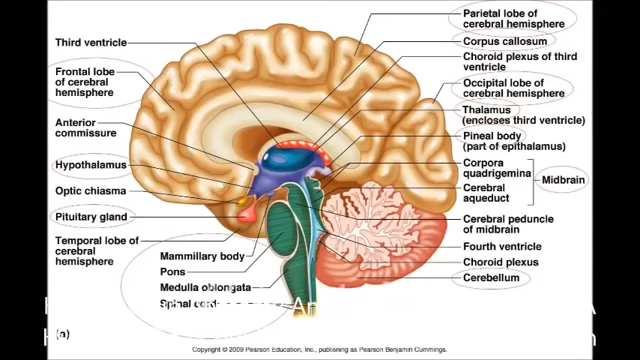 Third ventricle
Frontal lobe
of cerebral
hemisphere
Anterior
commissure
Hypothalamus
Optic chiasma
Pituitary gland
Temporal lobe of
cerebral
hemisphere
Mammillary body
Pons
Medulla oblongata
Spinal cord
Parietal lobe of
cerebral hemisphere
Corpus callosum
Choroid plexus of third
ventricle
Occipital lobe of
cerebral hemisphere
Thalamus
(encloses third ventricle)
Pineal body
(part of epithalamus)
Corpora
quadrigemina
Midbrain
Cerebral
aqueduct
Cerebral peduncle
of midbrain
Fourth ventricle
Choroid plexus
Cerebellum
(a)
Copyright © 2009 Pearson Education, Inc., publishing as Pearson Benjamin Cummings.